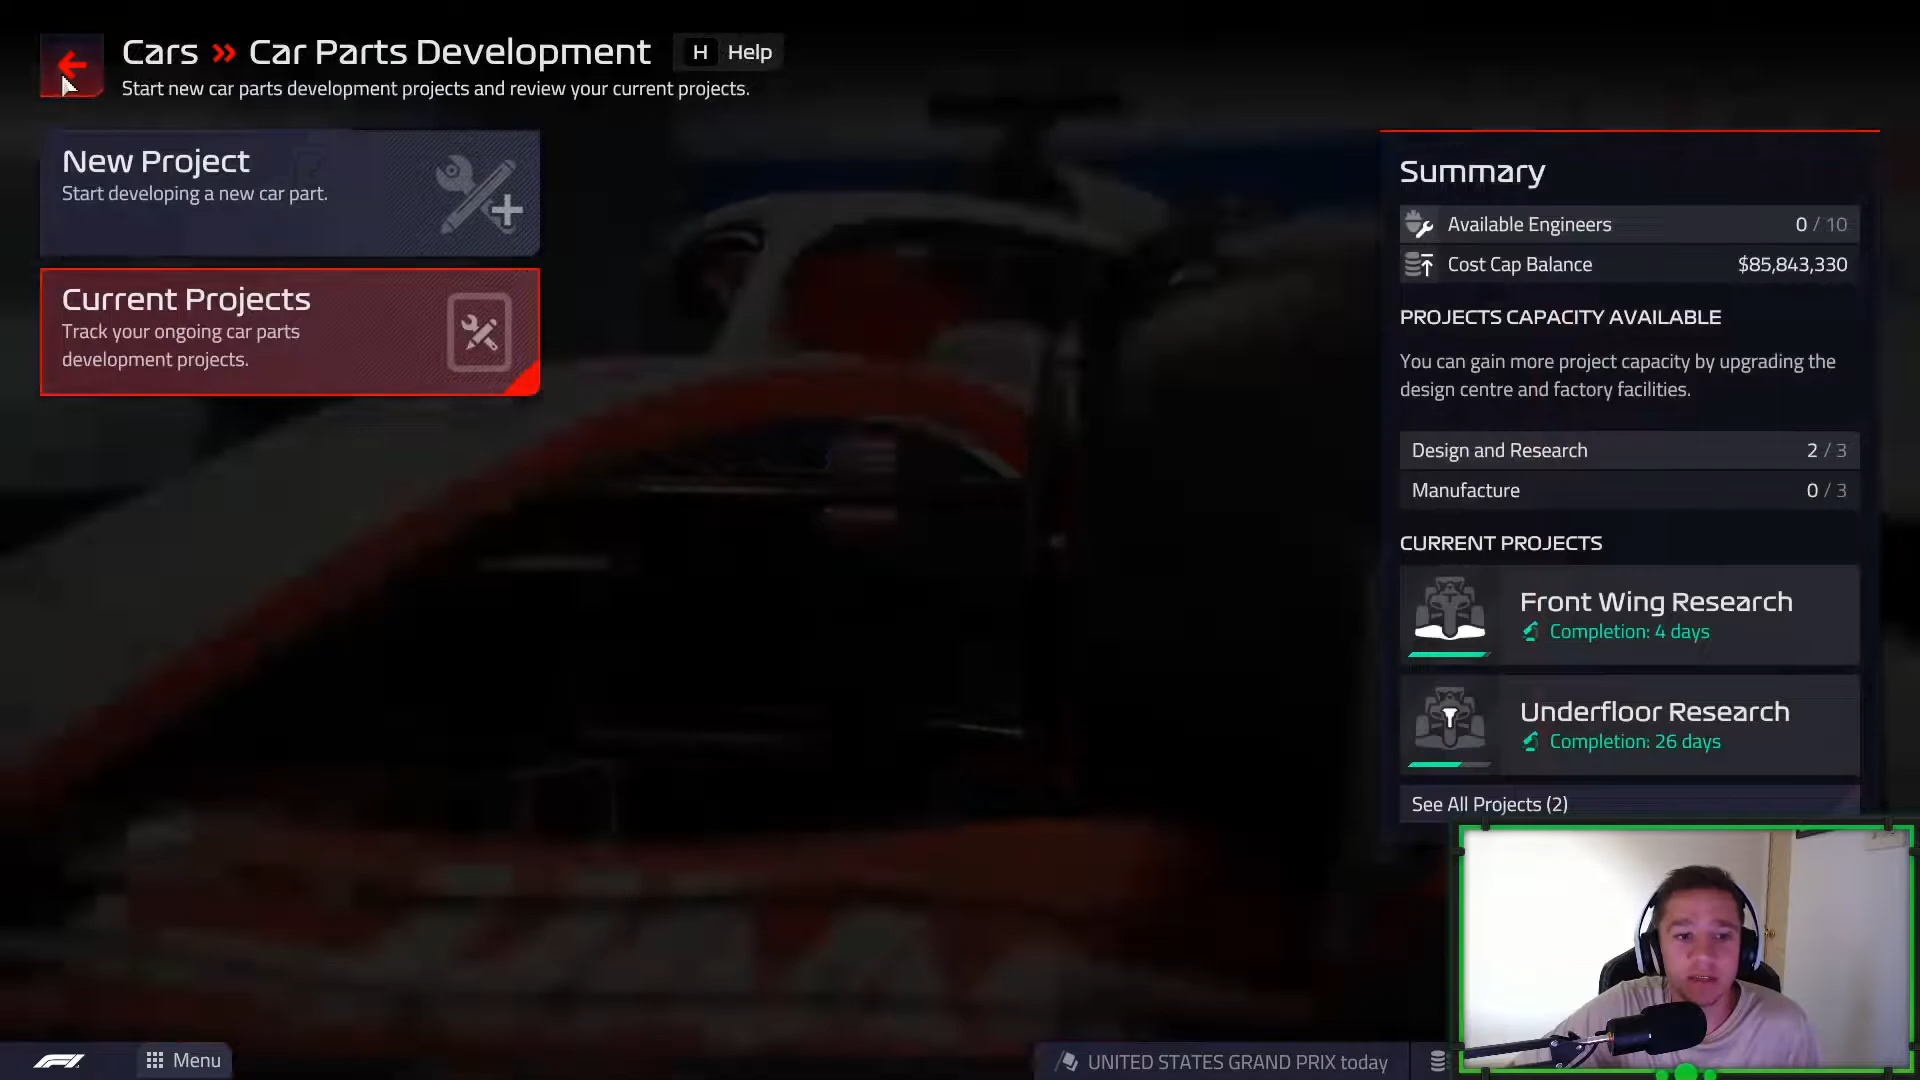 Cars » Car Parts Development H Help
Start new car parts development projects and review your current projects.
New Project
Start developing a new car part.
Current Projects
Track your ongoing car parts
development projects.
Summary
Available Engineers 0 / 10
Cost Cap Balance $85,843,330
PROJECTS CAPACITY AVAILABLE
You can gain more project capacity by upgrading the
design centre and factory facilities.
Design and Research 2 / 3
Manufacture 0 / 3
CURRENT PROJECTS
Front Wing Research
Completion: 4 days
Underfloor Research
Completion: 26 days
See All Projects (2)
F1 Menu UNITED STATES GRAND PRIX today